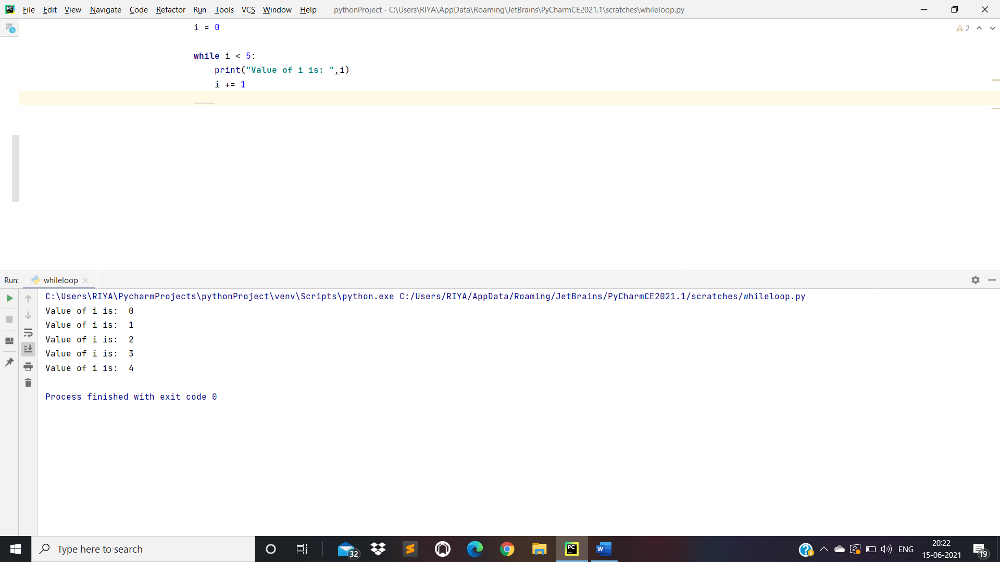 File Edit View Navigate Code Refactor Run Tools VCS Window Help pythonProject - C:\Users\RIYA\AppData\Roaming\JetBrains\PyCharmCE2021.1\scratches\whileloop.py
i = 0
2
while i < 5:
print("Value of i is: ",i)
i += 1
Run: whileloop
C:\Users\RIYA\PycharmProjects\pythonProject\venv\Scripts\python.exe C:/Users/RIYA/AppData/Roaming/JetBrains/PyCharmCE2021.1/scratches/whileloop.py
Value of i is:  0
Value of i is:  1
Value of i is:  2
Value of i is:  3
Value of i is:  4
Process finished with exit code 0
Type here to search
32
PC
W
ENG
20:22
15-06-2021
19